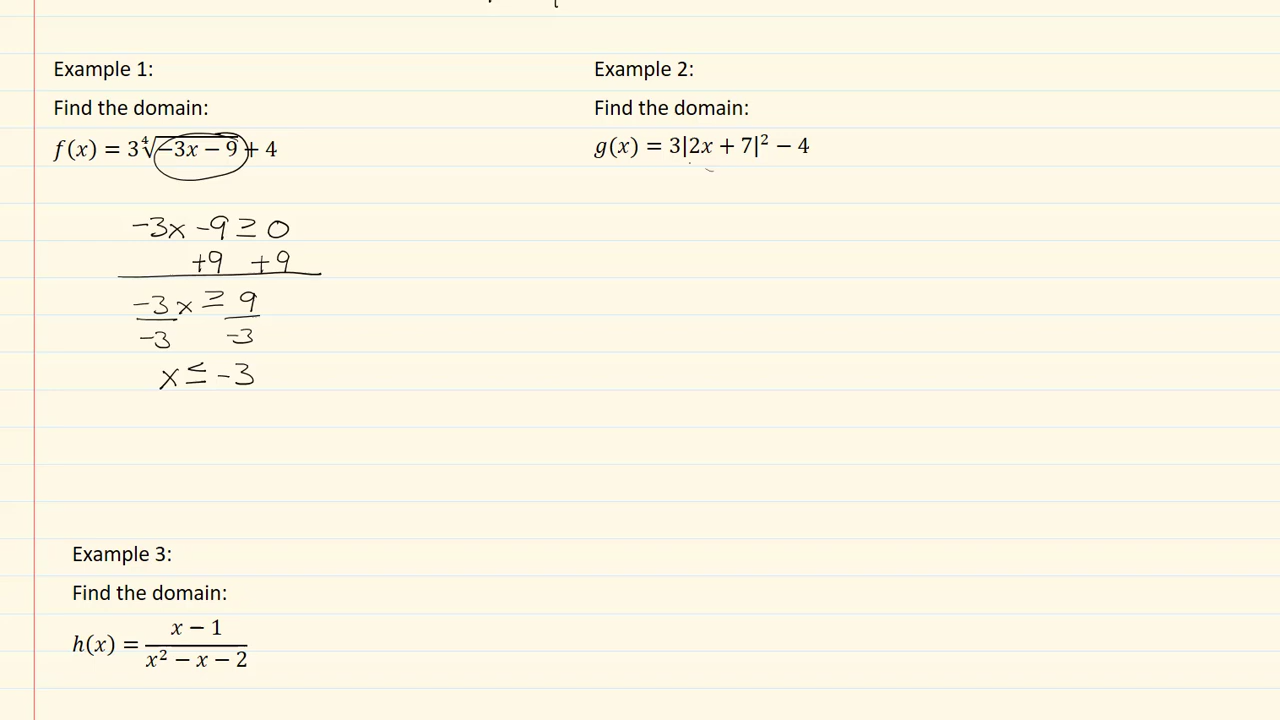 Example 1:
Find the domain:
f(x) = 3∜(−3x − 9) + 4
-3x -9 ≥ 0
+9 +9
-3x ≥ 9
-3 -3
x ≤ -3
Example 2:
Find the domain:
g(x) = 3|2x + 7|² − 4
Example 3:
Find the domain:
h(x) = (x − 1)/(x² − x − 2)